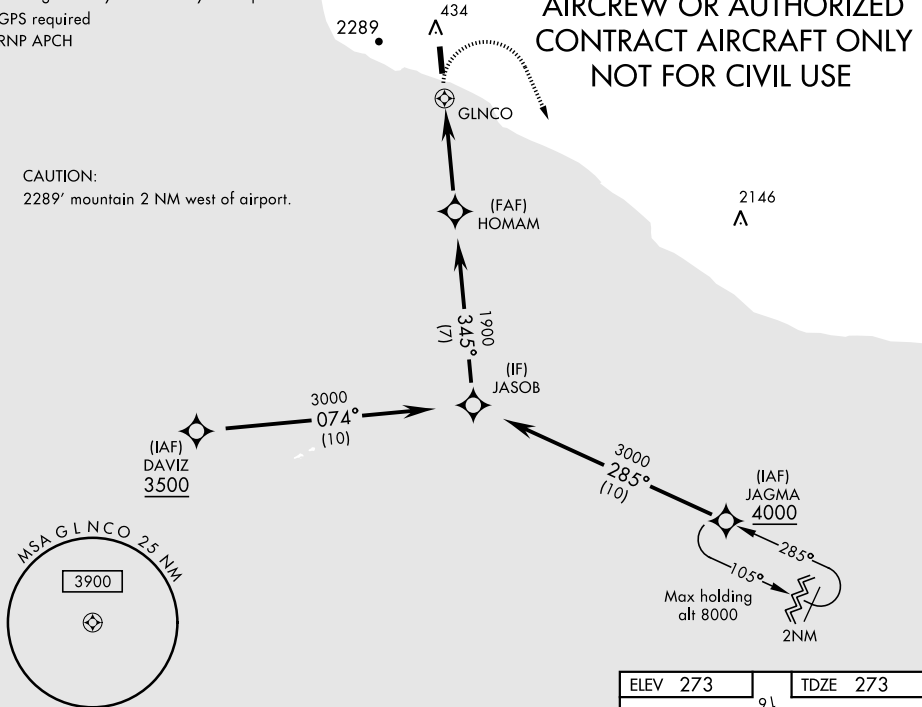 GPS required
RNP APCH
2289
434
AIRCREW OR AUTHORIZED
CONTRACT AIRCRAFT ONLY
NOT FOR CIVIL USE
GLNCO
CAUTION:
2289' mountain 2 NM west of airport.
2146
(FAF)
HOMAM
1900
345°
(7)
(IF)
JASOB
3000
074°
(10)
(IAF)
DAVIZ
3500
3000
285°
(10)
(IAF)
JAGMA
4000
285°
105°
Max holding
alt 8000
2NM
MSA GLNCO 25 NM
3900
ELEV 273
TDZE 273